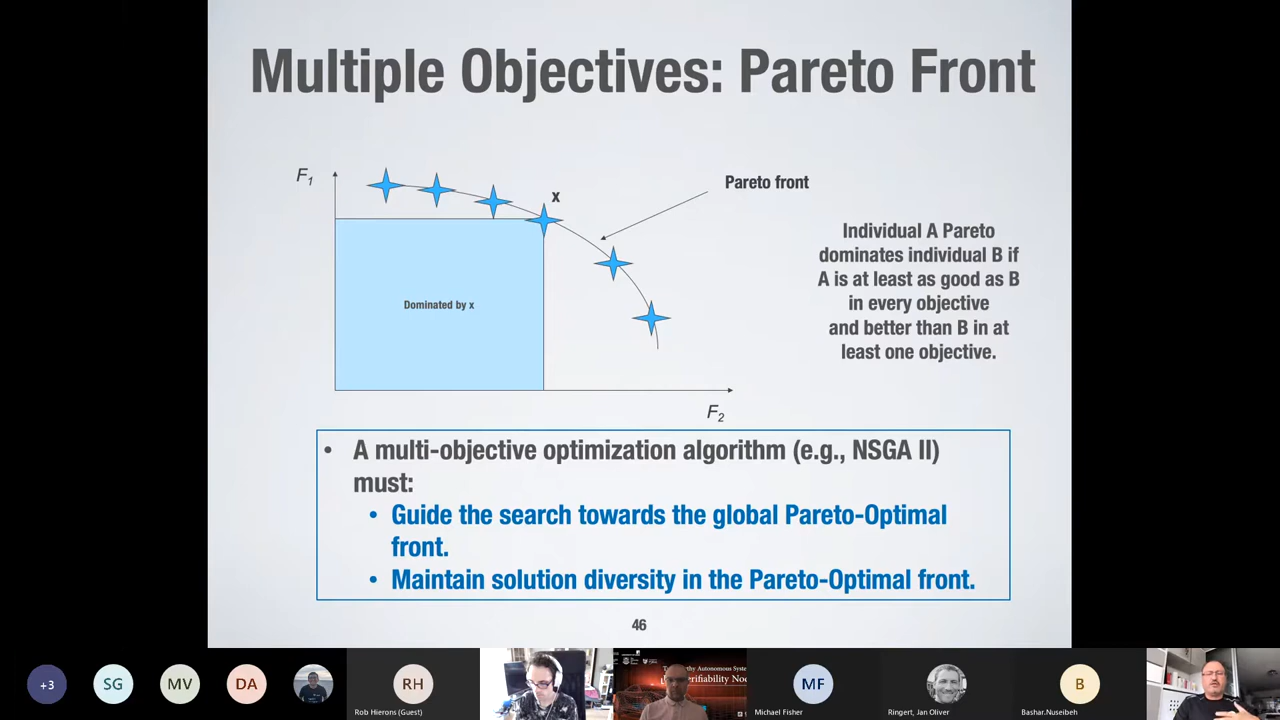 Multiple Objectives: Pareto Front
F1
x
Pareto front
Individual A Pareto
dominates individual B if
A is at least as good as B
in every objective
and better than B in at
least one objective.
Dominated by x
F2
• A multi-objective optimization algorithm (e.g., NSGA II)
must:
• Guide the search towards the global Pareto-Optimal
front.
• Maintain solution diversity in the Pareto-Optimal front.
46
+3
SG
MV
DA
RH
Rob Hierons (Guest)
MF
Michael Fisher
Ringert, Jan Oliver
B
Bashar.Nuseibeh